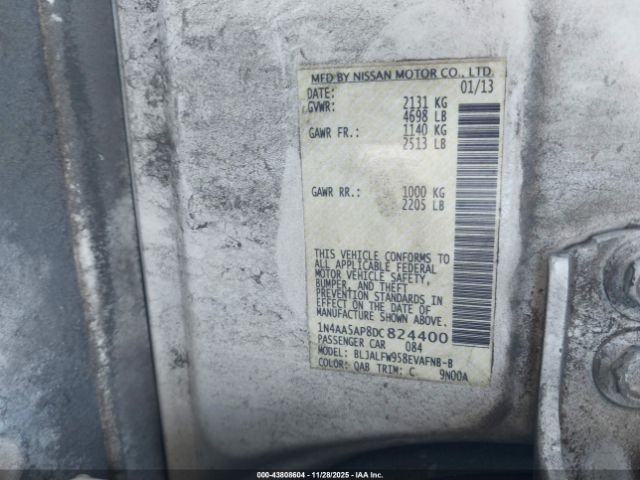 MFD BY NISSAN MOTOR CO., LTD.
DATE: 01/13
GVWR: 2131 KG
4698 LB
GAWR FR.: 1140 KG
2513 LB
GAWR RR.: 1000 KG
2205 LB
THIS VEHICLE CONFORMS TO
ALL APPLICABLE FEDERAL
MOTOR VEHICLE SAFETY,
BUMPER, AND THEFT
PREVENTION STANDARDS IN
EFFECT ON THE DATE OF
MANUFACTURE SHOWN ABOVE.
1N4AA5AP8DC824400
PASSENGER CAR 084
MODEL: BLJALFW958EVAFNB-B
COLOR: QAB TRIM: C 9N00A
000-43808604 | 11/28/2025 - IAA Inc.